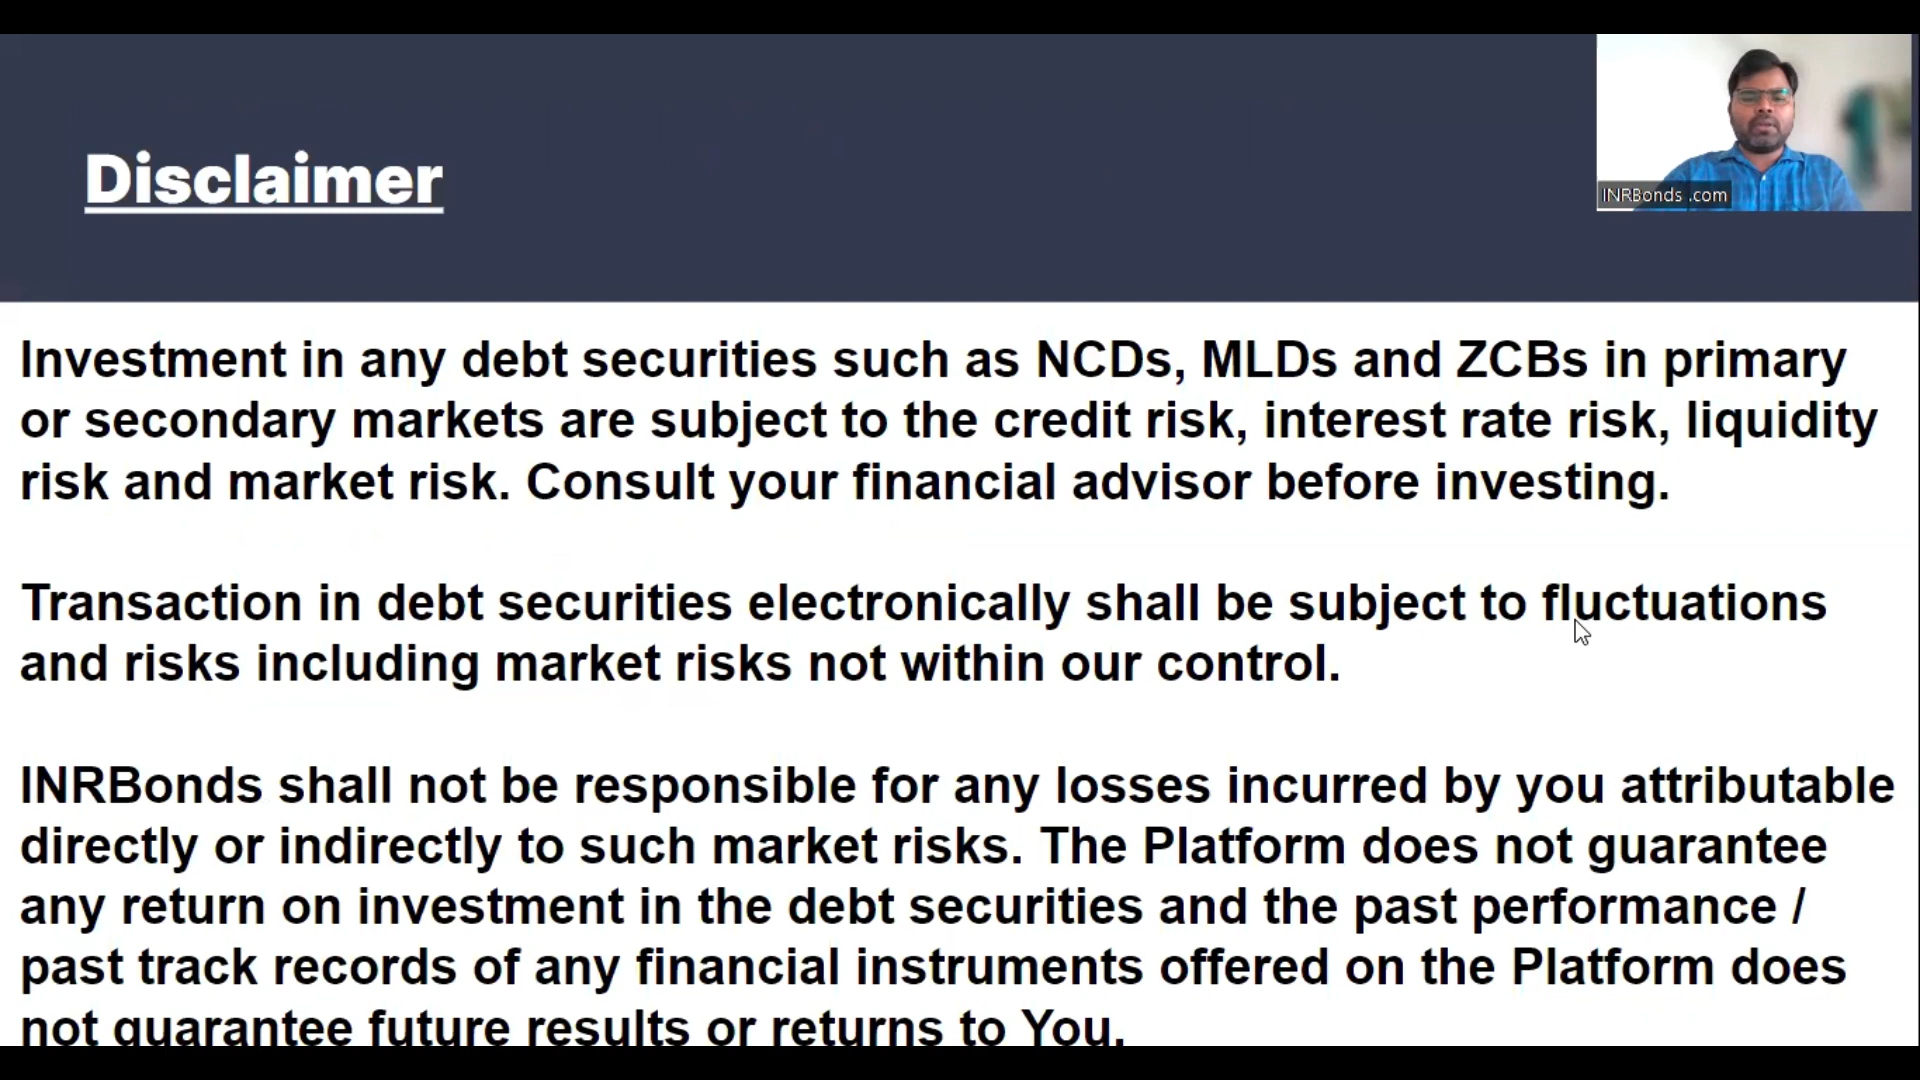 INRBonds .com
Disclaimer
Investment in any debt securities such as NCDs, MLDs and ZCBs in primary
or secondary markets are subject to the credit risk, interest rate risk, liquidity
risk and market risk. Consult your financial advisor before investing.
Transaction in debt securities electronically shall be subject to fluctuations
and risks including market risks not within our control.
INRBonds shall not be responsible for any losses incurred by you attributable
directly or indirectly to such market risks. The Platform does not guarantee
any return on investment in the debt securities and the past performance /
past track records of any financial instruments offered on the Platform does
not guarantee future results or returns to You.